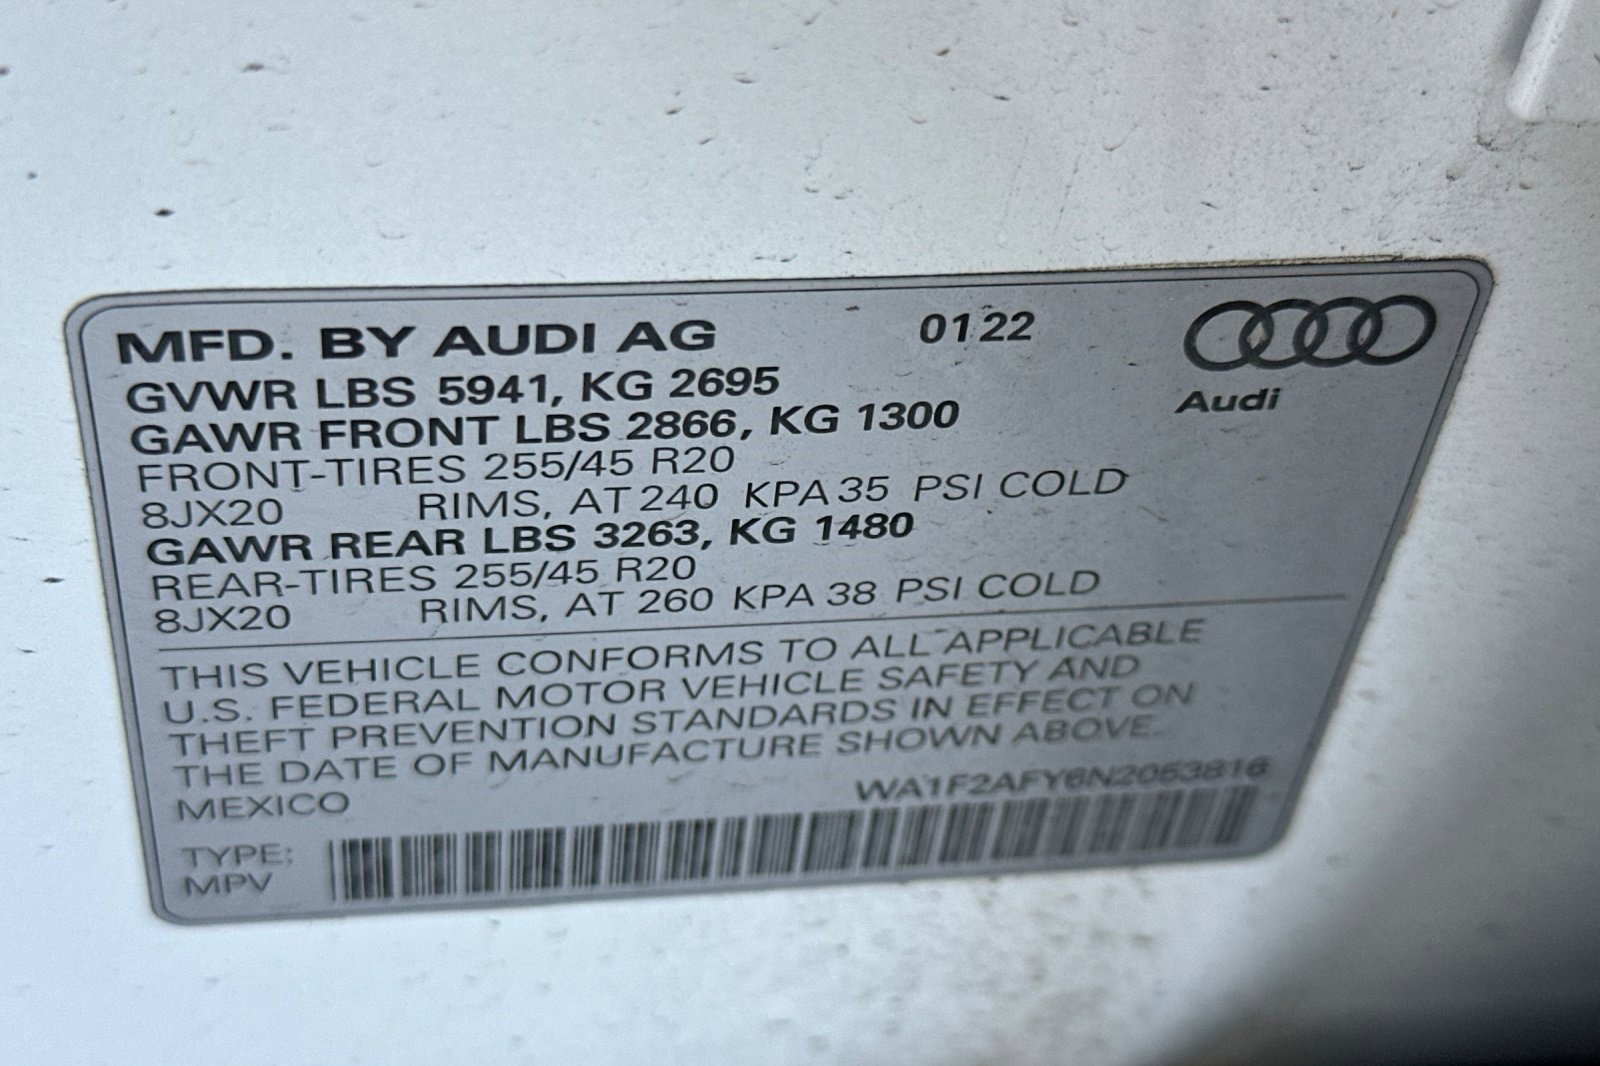 MFD. BY AUDI AG 0122
Audi
GVWR LBS 5941, KG 2695
GAWR FRONT LBS 2866, KG 1300
FRONT-TIRES 255/45 R20
8JX20 RIMS, AT 240 KPA 35 PSI COLD
GAWR REAR LBS 3263, KG 1480
REAR-TIRES 255/45 R20
8JX20 RIMS, AT 260 KPA 38 PSI COLD
THIS VEHICLE CONFORMS TO ALL APPLICABLE
U.S. FEDERAL MOTOR VEHICLE SAFETY AND
THEFT PREVENTION STANDARDS IN EFFECT ON
THE DATE OF MANUFACTURE SHOWN ABOVE.
MEXICO WA1F2AFY6N2053816
TYPE:
MPV